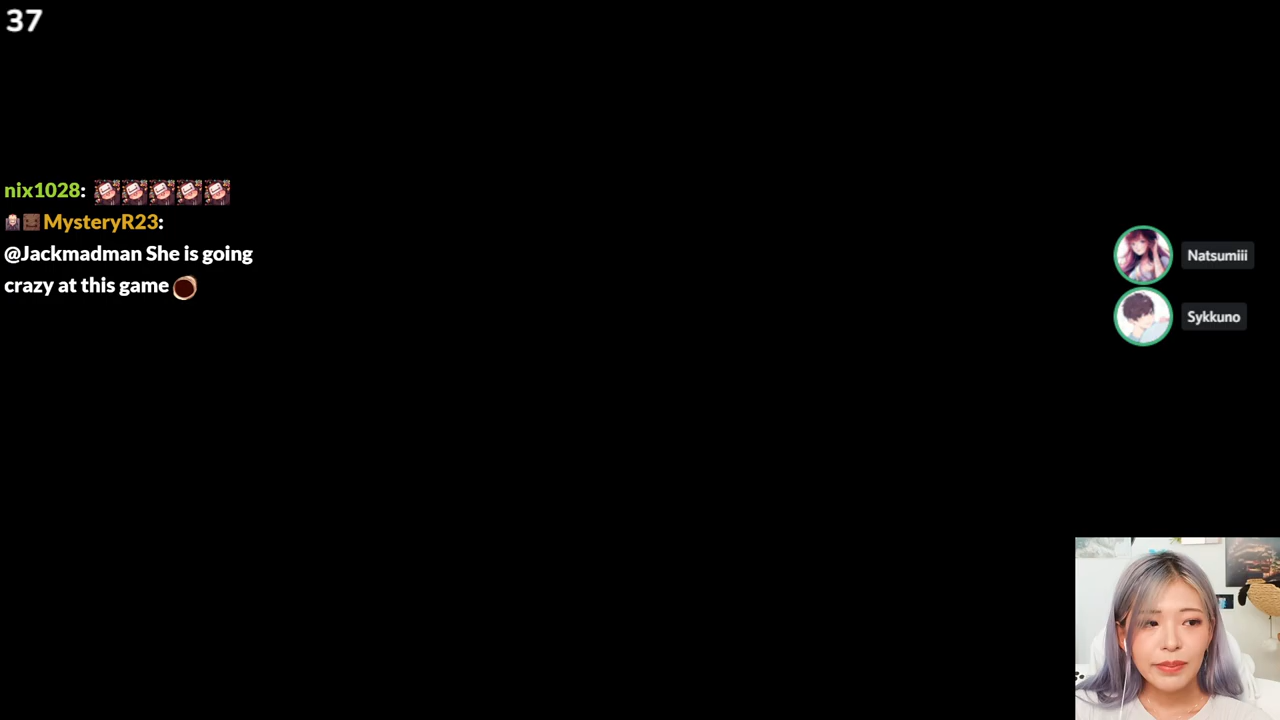 37
nix1028:
MysteryR23:
@Jackmadman She is going
crazy at this game
Natsumiii
Sykkuno